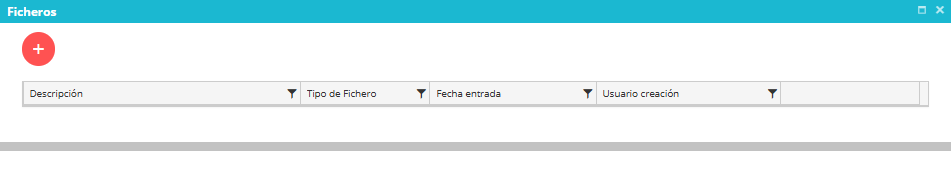 Ficheros
Descripción Tipo de Fichero Fecha entrada Usuario creación